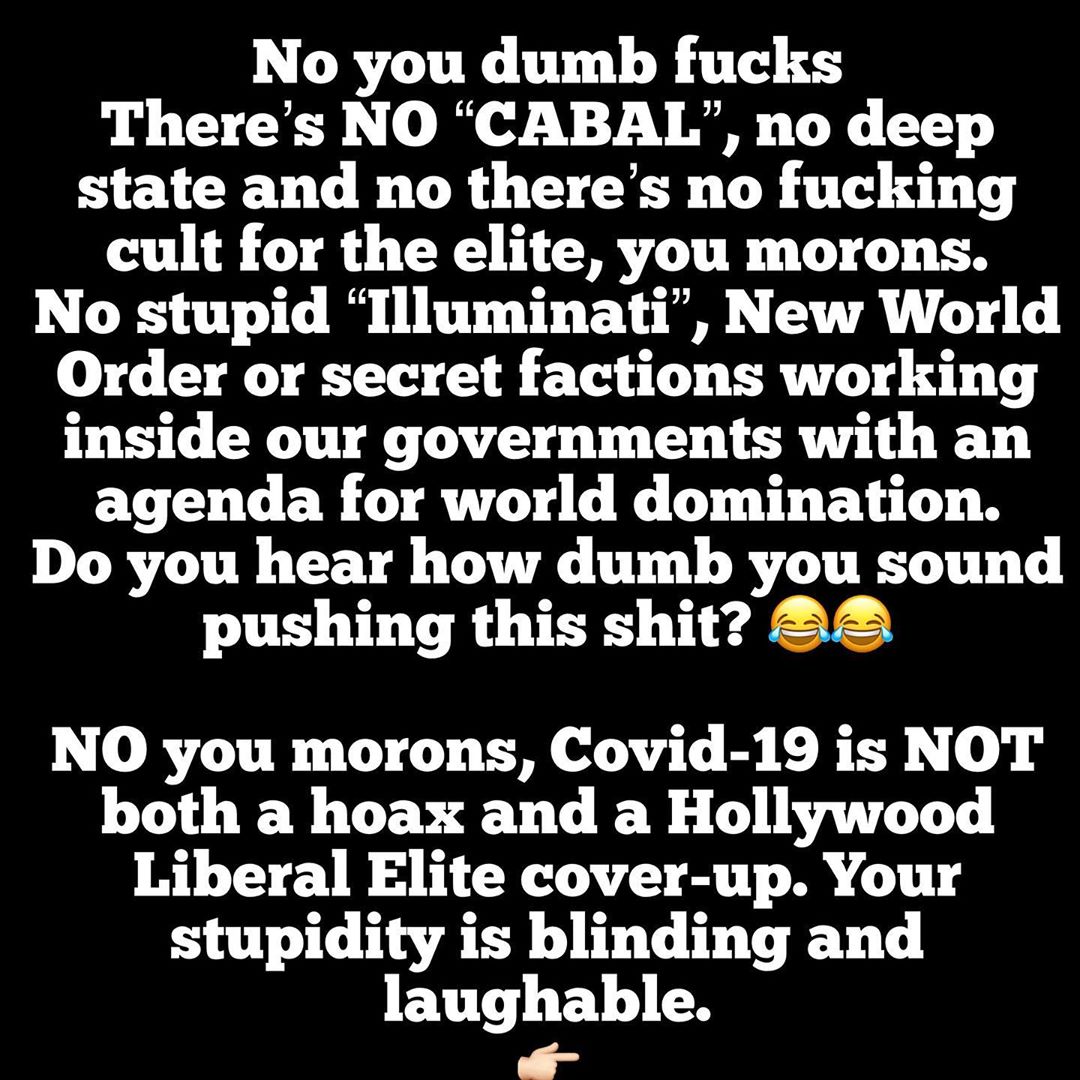 No you dumb fucks
There’s NO “CABAL”, no deep
state and no there’s no fucking
cult for the elite, you morons.
No stupid “Illuminati”, New World
Order or secret factions working
inside our governments with an
agenda for world domination.
Do you hear how dumb you sound
pushing this shit? 😂😂
NO you morons, Covid-19 is NOT
both a hoax and a Hollywood
Liberal Elite cover-up. Your
stupidity is blinding and
laughable.
👉🏻